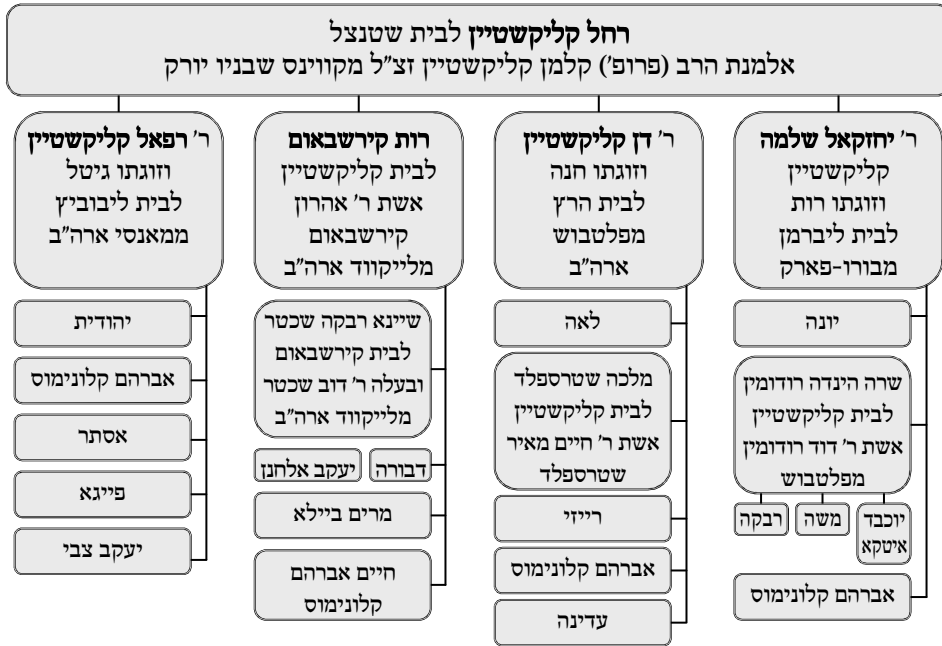 רחל קליקשטיין לבית שטנצל
אלמנת הרב (פרופ') קלמן קליקשטיין זצ"ל מקווינס שבניו יורק
ר' יחזקאל שלמה
קליקשטיין
וזוגתו רות
לבית ליברמן
מבורו-פארק
יונה
שרה הינדה רודומין
לבית קליקשטיין
אשת ר' דוד רודומין
מפלטבוש
יוכבד
איטקא
משה
רבקה
אברהם קלונימוס
ר' דן קליקשטיין
וזוגתו חנה
לבית הרץ
מפלטבוש
ארה"ב
לאה
מלכה שטרספלד
לבית קליקשטיין
אשת ר' חיים מאיר
שטרספלד
רייזי
אברהם קלונימוס
עדינה
רות קירשבאום
לבית קליקשטיין
אשת ר' אהרון
קירשבאום
מלייקווד ארה"ב
שיינא רבקה שכטר
לבית קירשבאום
ובעלה ר' דוב שכטר
מלייקווד ארה"ב
דבורה
יעקב אלחנן
מרים ביילא
חיים אברהם
קלונימוס
ר' רפאל קליקשטיין
וזוגתו גיטל
לבית ליבוביץ
ממאנסי ארה"ב
יהודית
אברהם קלונימוס
אסתר
פייגא
יעקב צבי